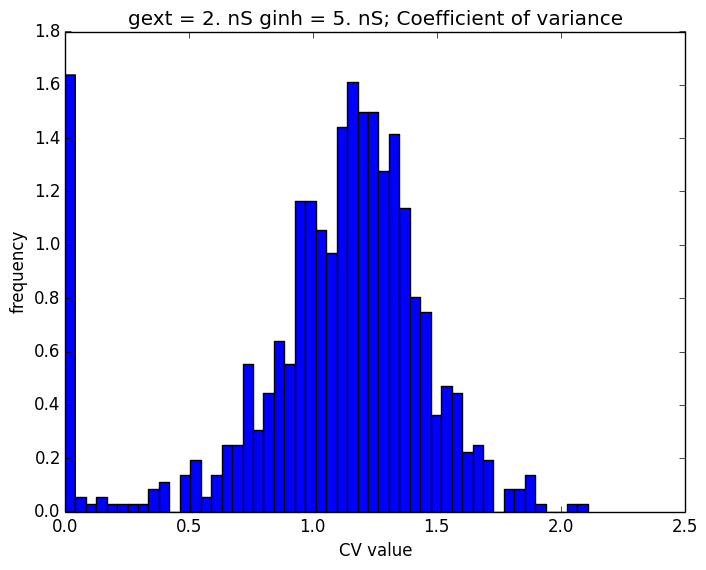 gext = 2. nS ginh = 5. nS; Coefficient of variance
1.8
1.6
1.4
1.2
1.0
0.8
0.6
0.4
0.2
0.0
frequency
0.0 0.5 1.0 1.5 2.0 2.5
CV value